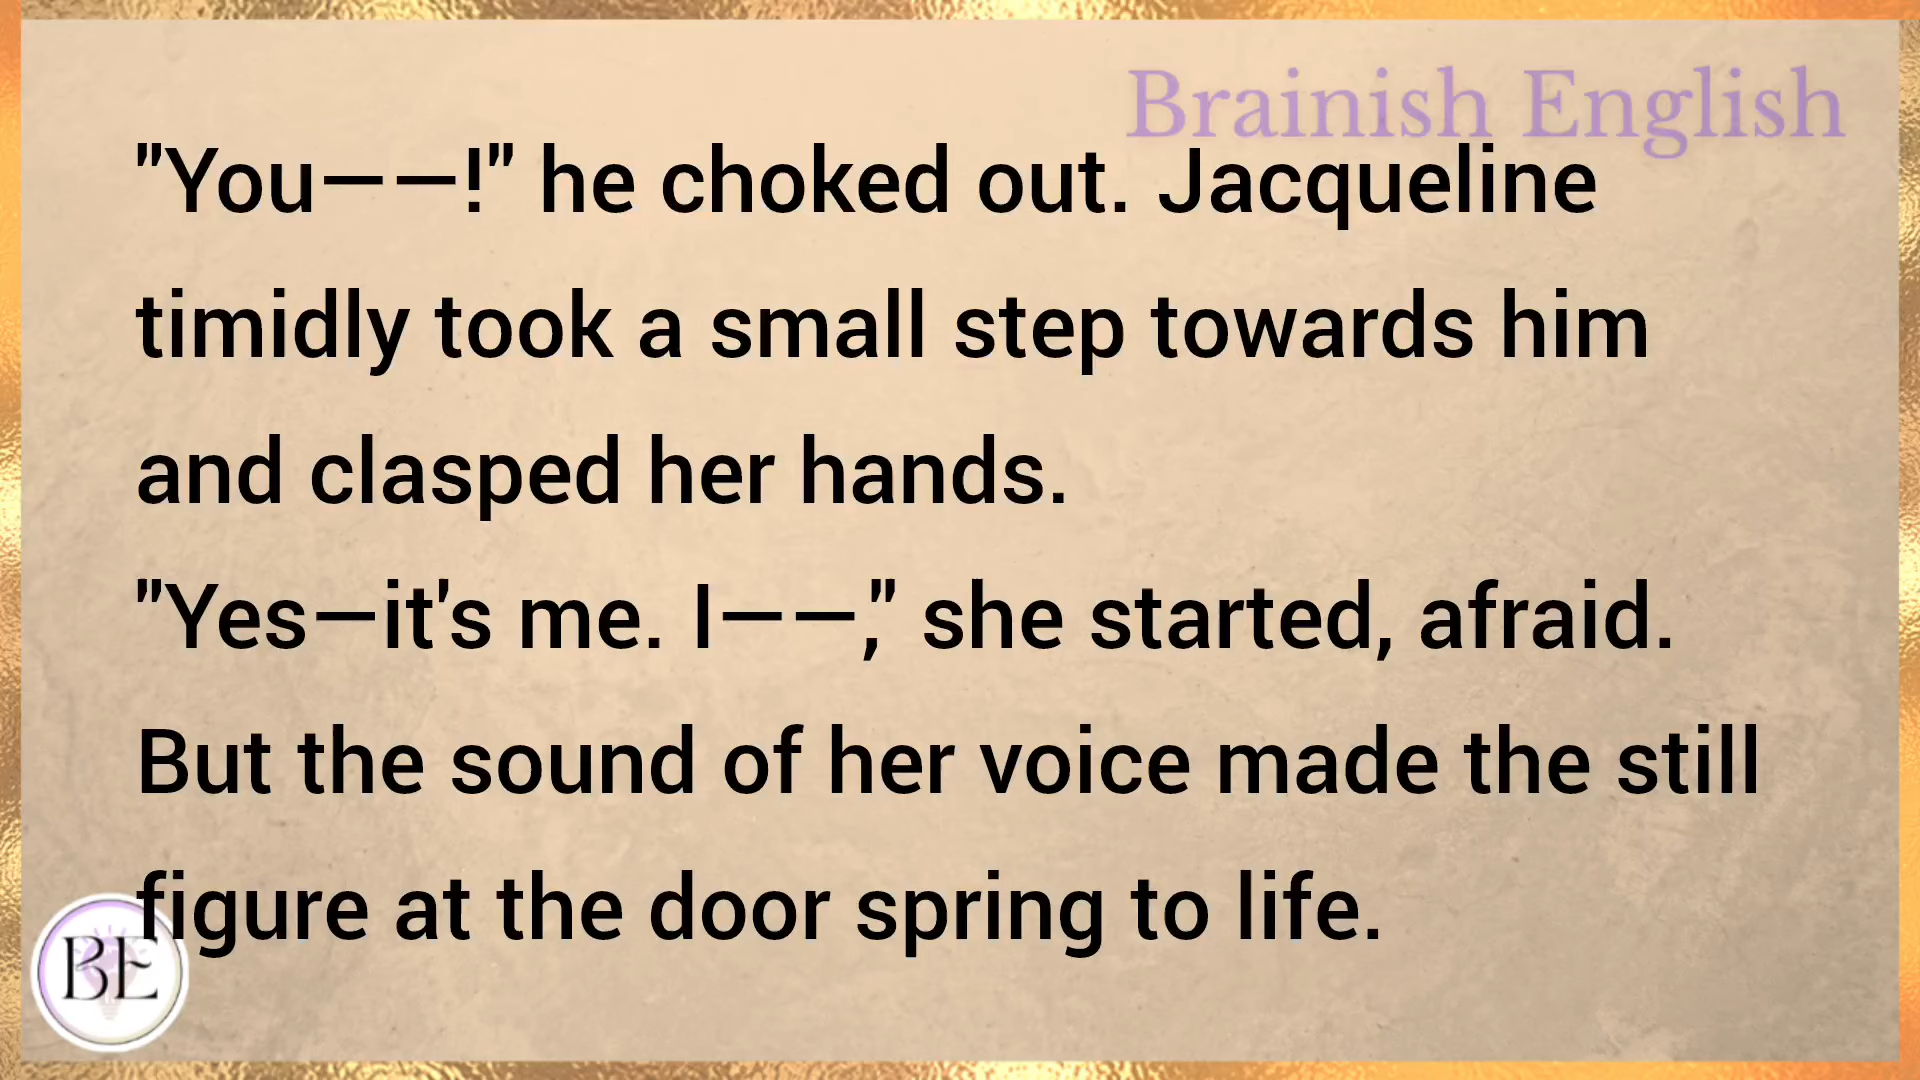 Brainish English
"You——!" he choked out. Jacqueline
timidly took a small step towards him
and clasped her hands.
"Yes—it's me. I——," she started, afraid.
But the sound of her voice made the still
figure at the door spring to life.
BE